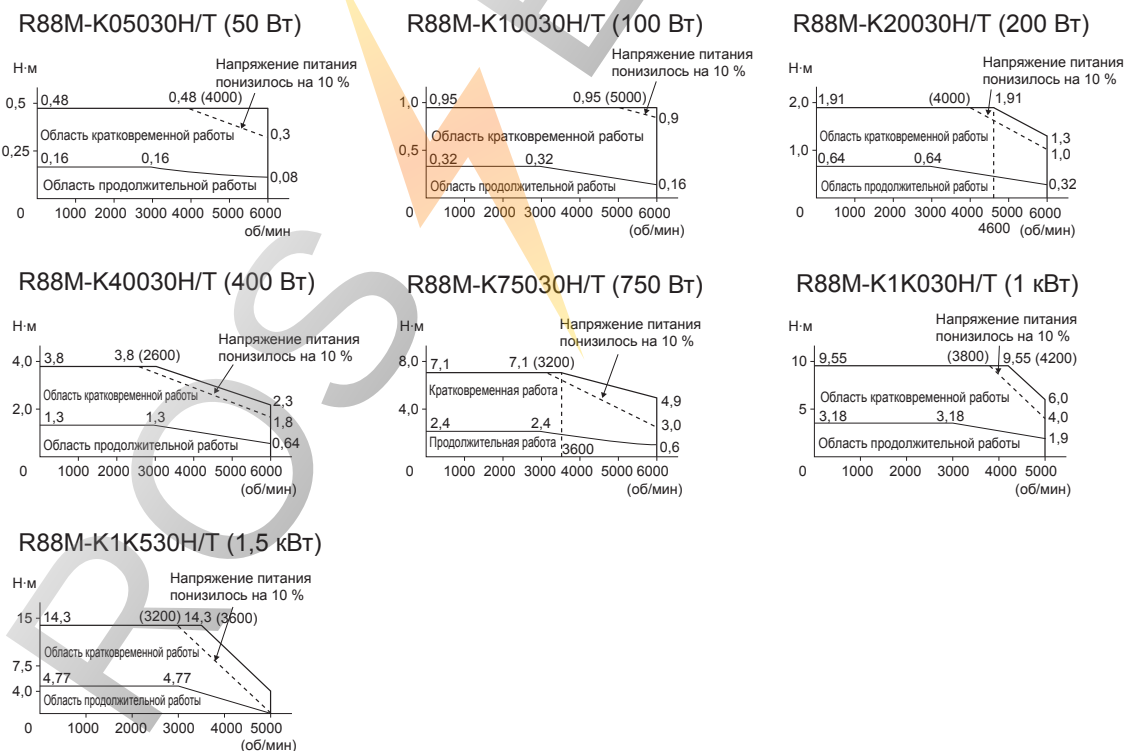 R88M-K05030H/T (50 Вт)
Н·м
Напряжение питания
понизилось на 10 %
0,5
0,48
0,48 (4000)
Область кратковременной работы
0,3
0,25
0,16
0,16
0,08
Область продолжительной работы
0
1000 2000 3000 4000 5000 6000
об/мин
R88M-K10030H/T (100 Вт)
Напряжение питания
понизилось на 10 %
Н·м
1,0
0,95
0,95 (5000)
0,9
Область кратковременной работы
0,5
0,32
0,32
0,16
Область продолжительной работы
0
1000 2000 3000 4000 5000 6000
(об/мин)
R88M-K20030H/T (200 Вт)
Напряжение питания
понизилось на 10 %
Н·м
2,0
1,91
(4000)
1,91
Область кратковременной работы
1,3
1,0
1,0
0,64
0,64
0,32
Область продолжительной работы
0
1000 2000 3000 4000 5000 6000
4600
(об/мин)
R88M-K40030H/T (400 Вт)
Н·м
Напряжение питания
понизилось на 10 %
4,0
3,8
3,8 (2600)
Область кратковременной работы
2,3
2,0
1,8
1,3
1,3
0,64
Область продолжительной работы
0
1000 2000 3000 4000 5000 6000
(об/мин)
R88M-K75030H/T (750 Вт)
Н·м
Напряжение питания
понизилось на 10 %
8,0
7,1
7,1 (3200)
Кратковременная работа
4,9
4,0
3,0
2,4
2,4
Продолжительная работа
3600
0,6
0
1000 2000 3000 4000 5000 6000
(об/мин)
R88M-K1K030H/T (1 кВт)
Н·м
Напряжение питания
понизилось на 10 %
10
9,55
(3800)
9,55 (4200)
Область кратковременной работы
6,0
5
4,0
3,18
3,18
1,9
Область продолжительной работы
0
1000 2000 3000 4000 5000
(об/мин)
R88M-K1K530H/T (1,5 кВт)
Н·м
Напряжение питания
понизилось на 10 %
15
14,3
(3200)
14,3 (3600)
Область кратковременной работы
7,5
4,77
4,77
4,0
Область продолжительной работы
0
1000 2000 3000 4000 5000
(об/мин)
ROS